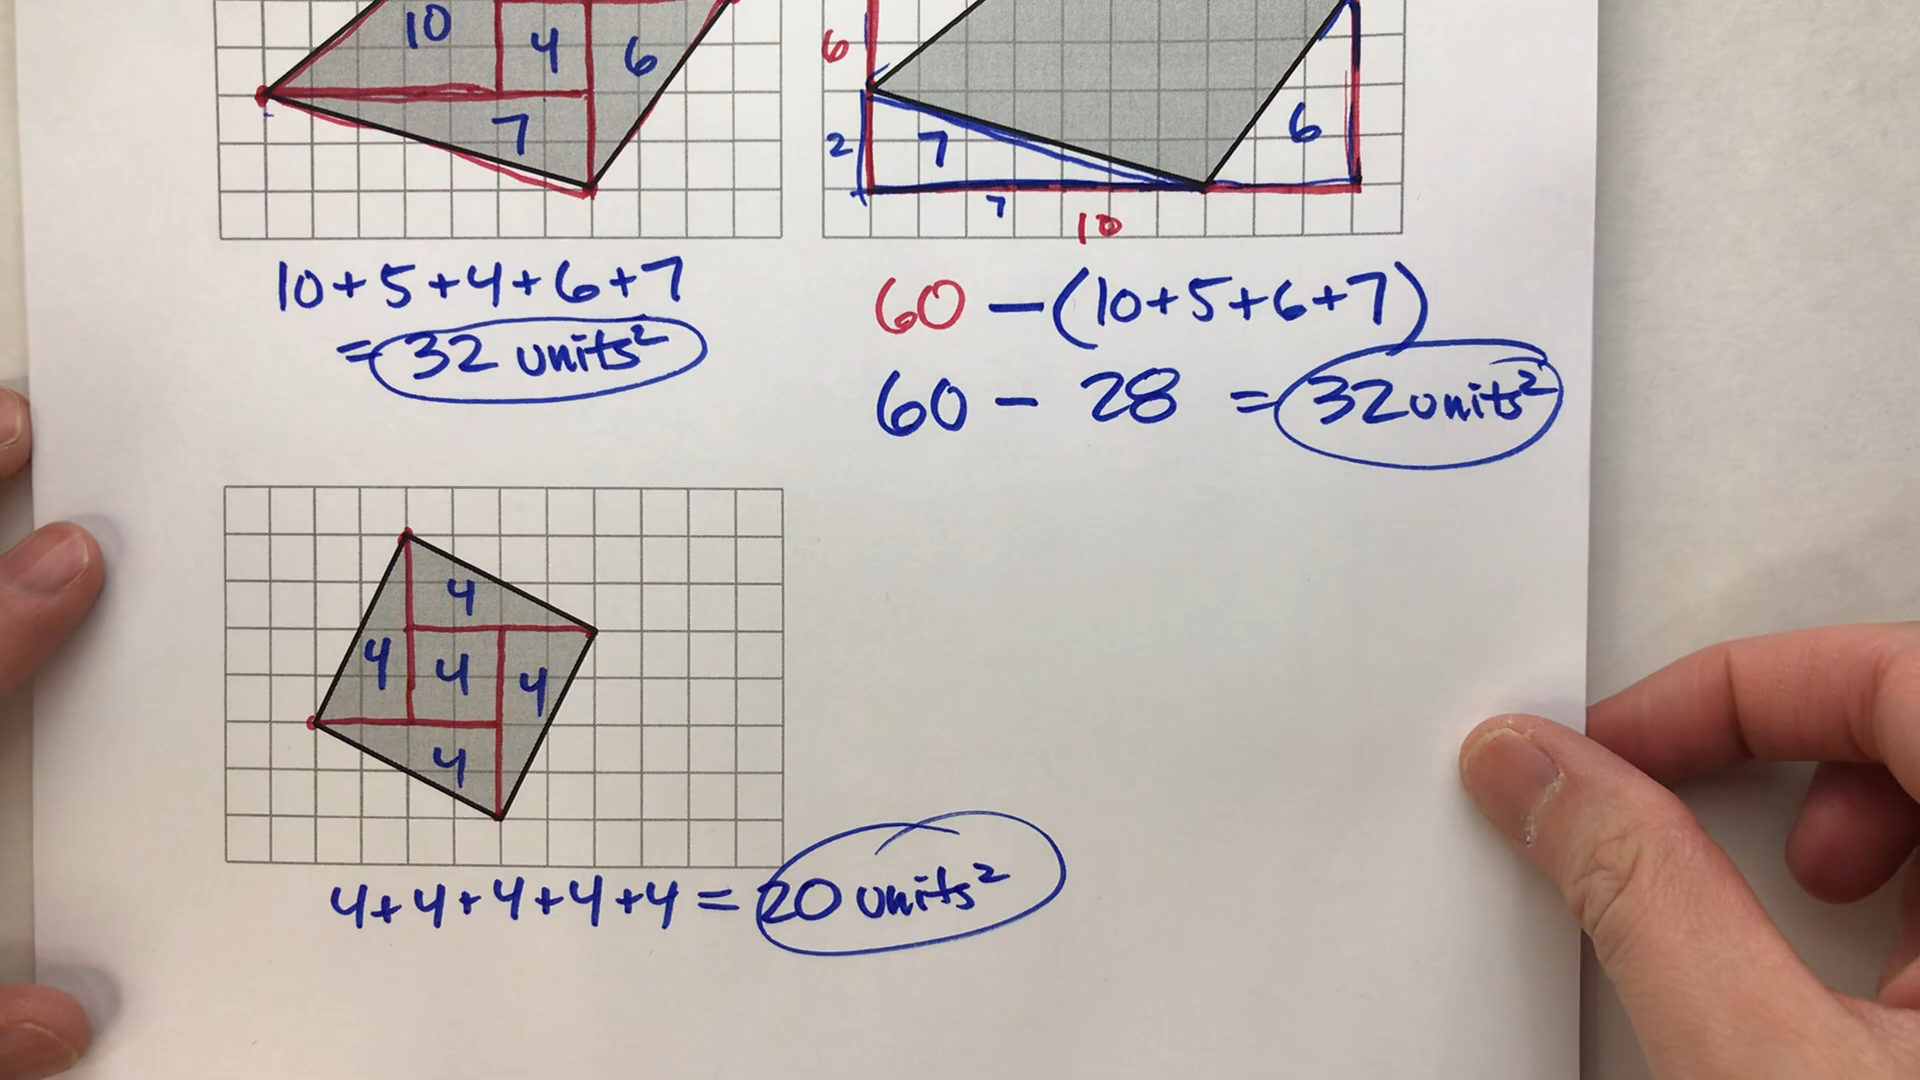 10 4 6
7
6
2 7 6
7 10
10+5+4+6+7
= 32 units²
60 - (10+5+6+7)
60 - 28 = 32 units²
4
4 4 4
4
4+4+4+4+4 = 20 units²